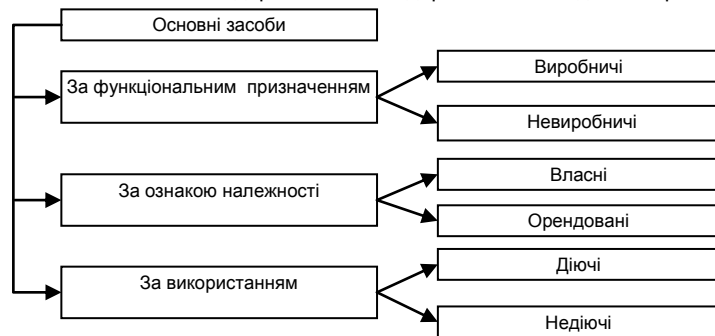 Основні засоби
За функціональним призначенням
Виробничі
Невиробничі
За ознакою належності
Власні
Орендовані
За використанням
Діючі
Недіючі